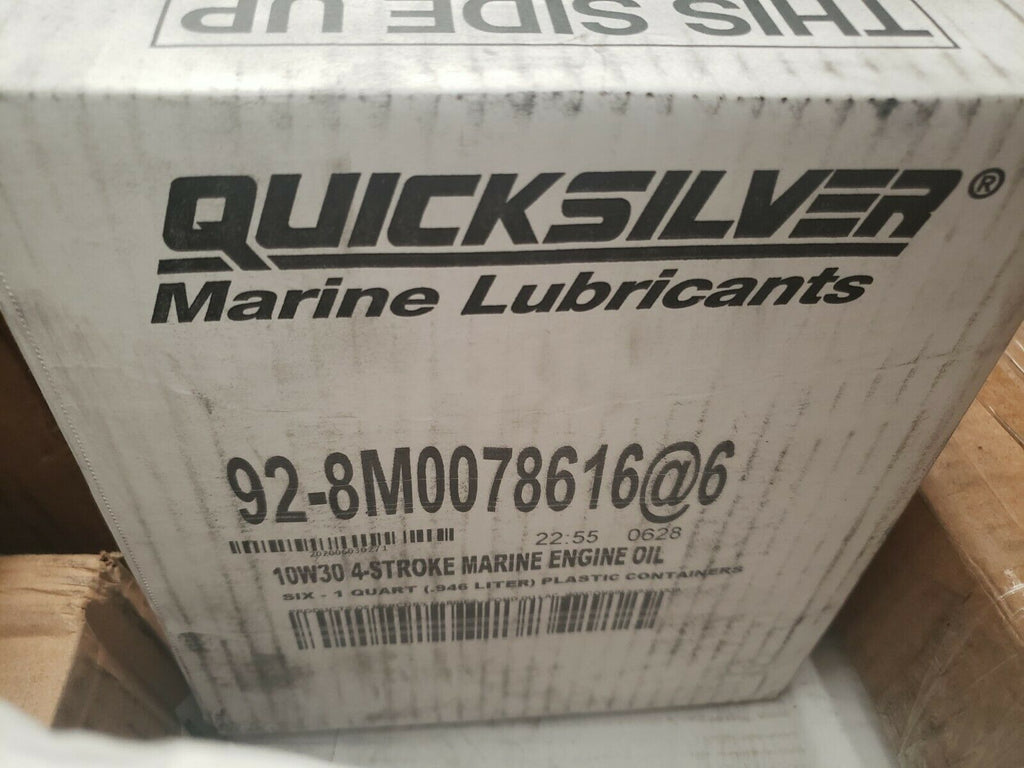 THIS SIDE UP
QUICKSILVER®
Marine Lubricants
92-8M0078616@6
22:55 0628
10W30 4-STROKE MARINE ENGINE OIL
SIX - 1 QUART (.946 LITER) PLASTIC CONTAINERS